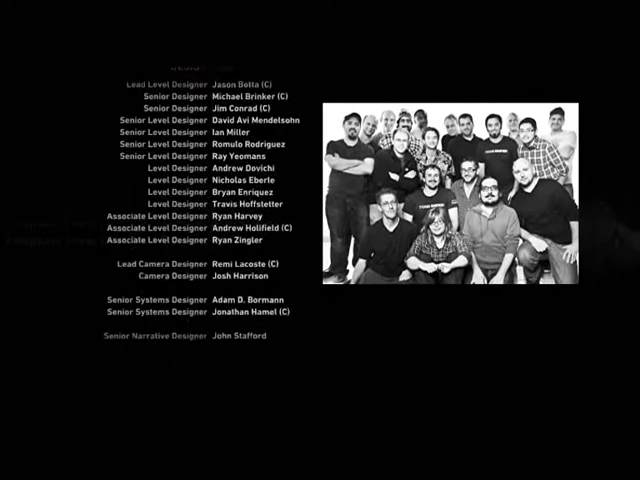 Lead Level Designer Jason Botta (C)
Senior Designer Michael Brinker (C)
Senior Designer Jim Conrad (C)
Senior Level Designer David Avi Mendelsohn
Senior Level Designer Ian Miller
Senior Level Designer Romulo Rodriguez
Senior Level Designer Ray Yeomans
Level Designer Andrew Dovichi
Level Designer Nicholas Eberle
Level Designer Bryan Enriquez
Level Designer Travis Hoffstetter
Associate Level Designer Ryan Harvey
Associate Level Designer Andrew Holifield (C)
Associate Level Designer Ryan Zingler
Lead Camera Designer Remi Lacoste (C)
Camera Designer Josh Harrison
Senior Systems Designer Adam D. Bormann
Senior Systems Designer Jonathan Hamel (C)
Senior Narrative Designer John Stafford